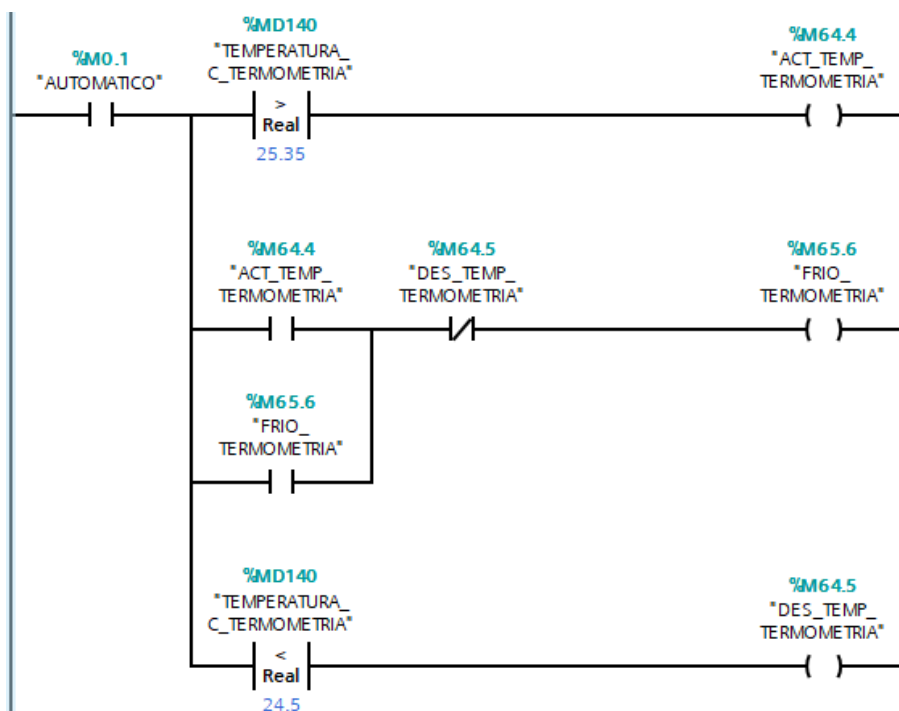 %M0.1
"AUTOMATICO"
%MD140
"TEMPERATURA_
C_TERMOMETRIA"
>
Real
25.35
%M64.4
"ACT_TEMP_
TERMOMETRIA"
%M64.4
"ACT_TEMP_
TERMOMETRIA"
%M64.5
"DES_TEMP_
TERMOMETRIA"
%M65.6
"FRIO_
TERMOMETRIA"
%M65.6
"FRIO_
TERMOMETRIA"
%MD140
"TEMPERATURA_
C_TERMOMETRIA"
<
Real
24.5
%M64.5
"DES_TEMP_
TERMOMETRIA"